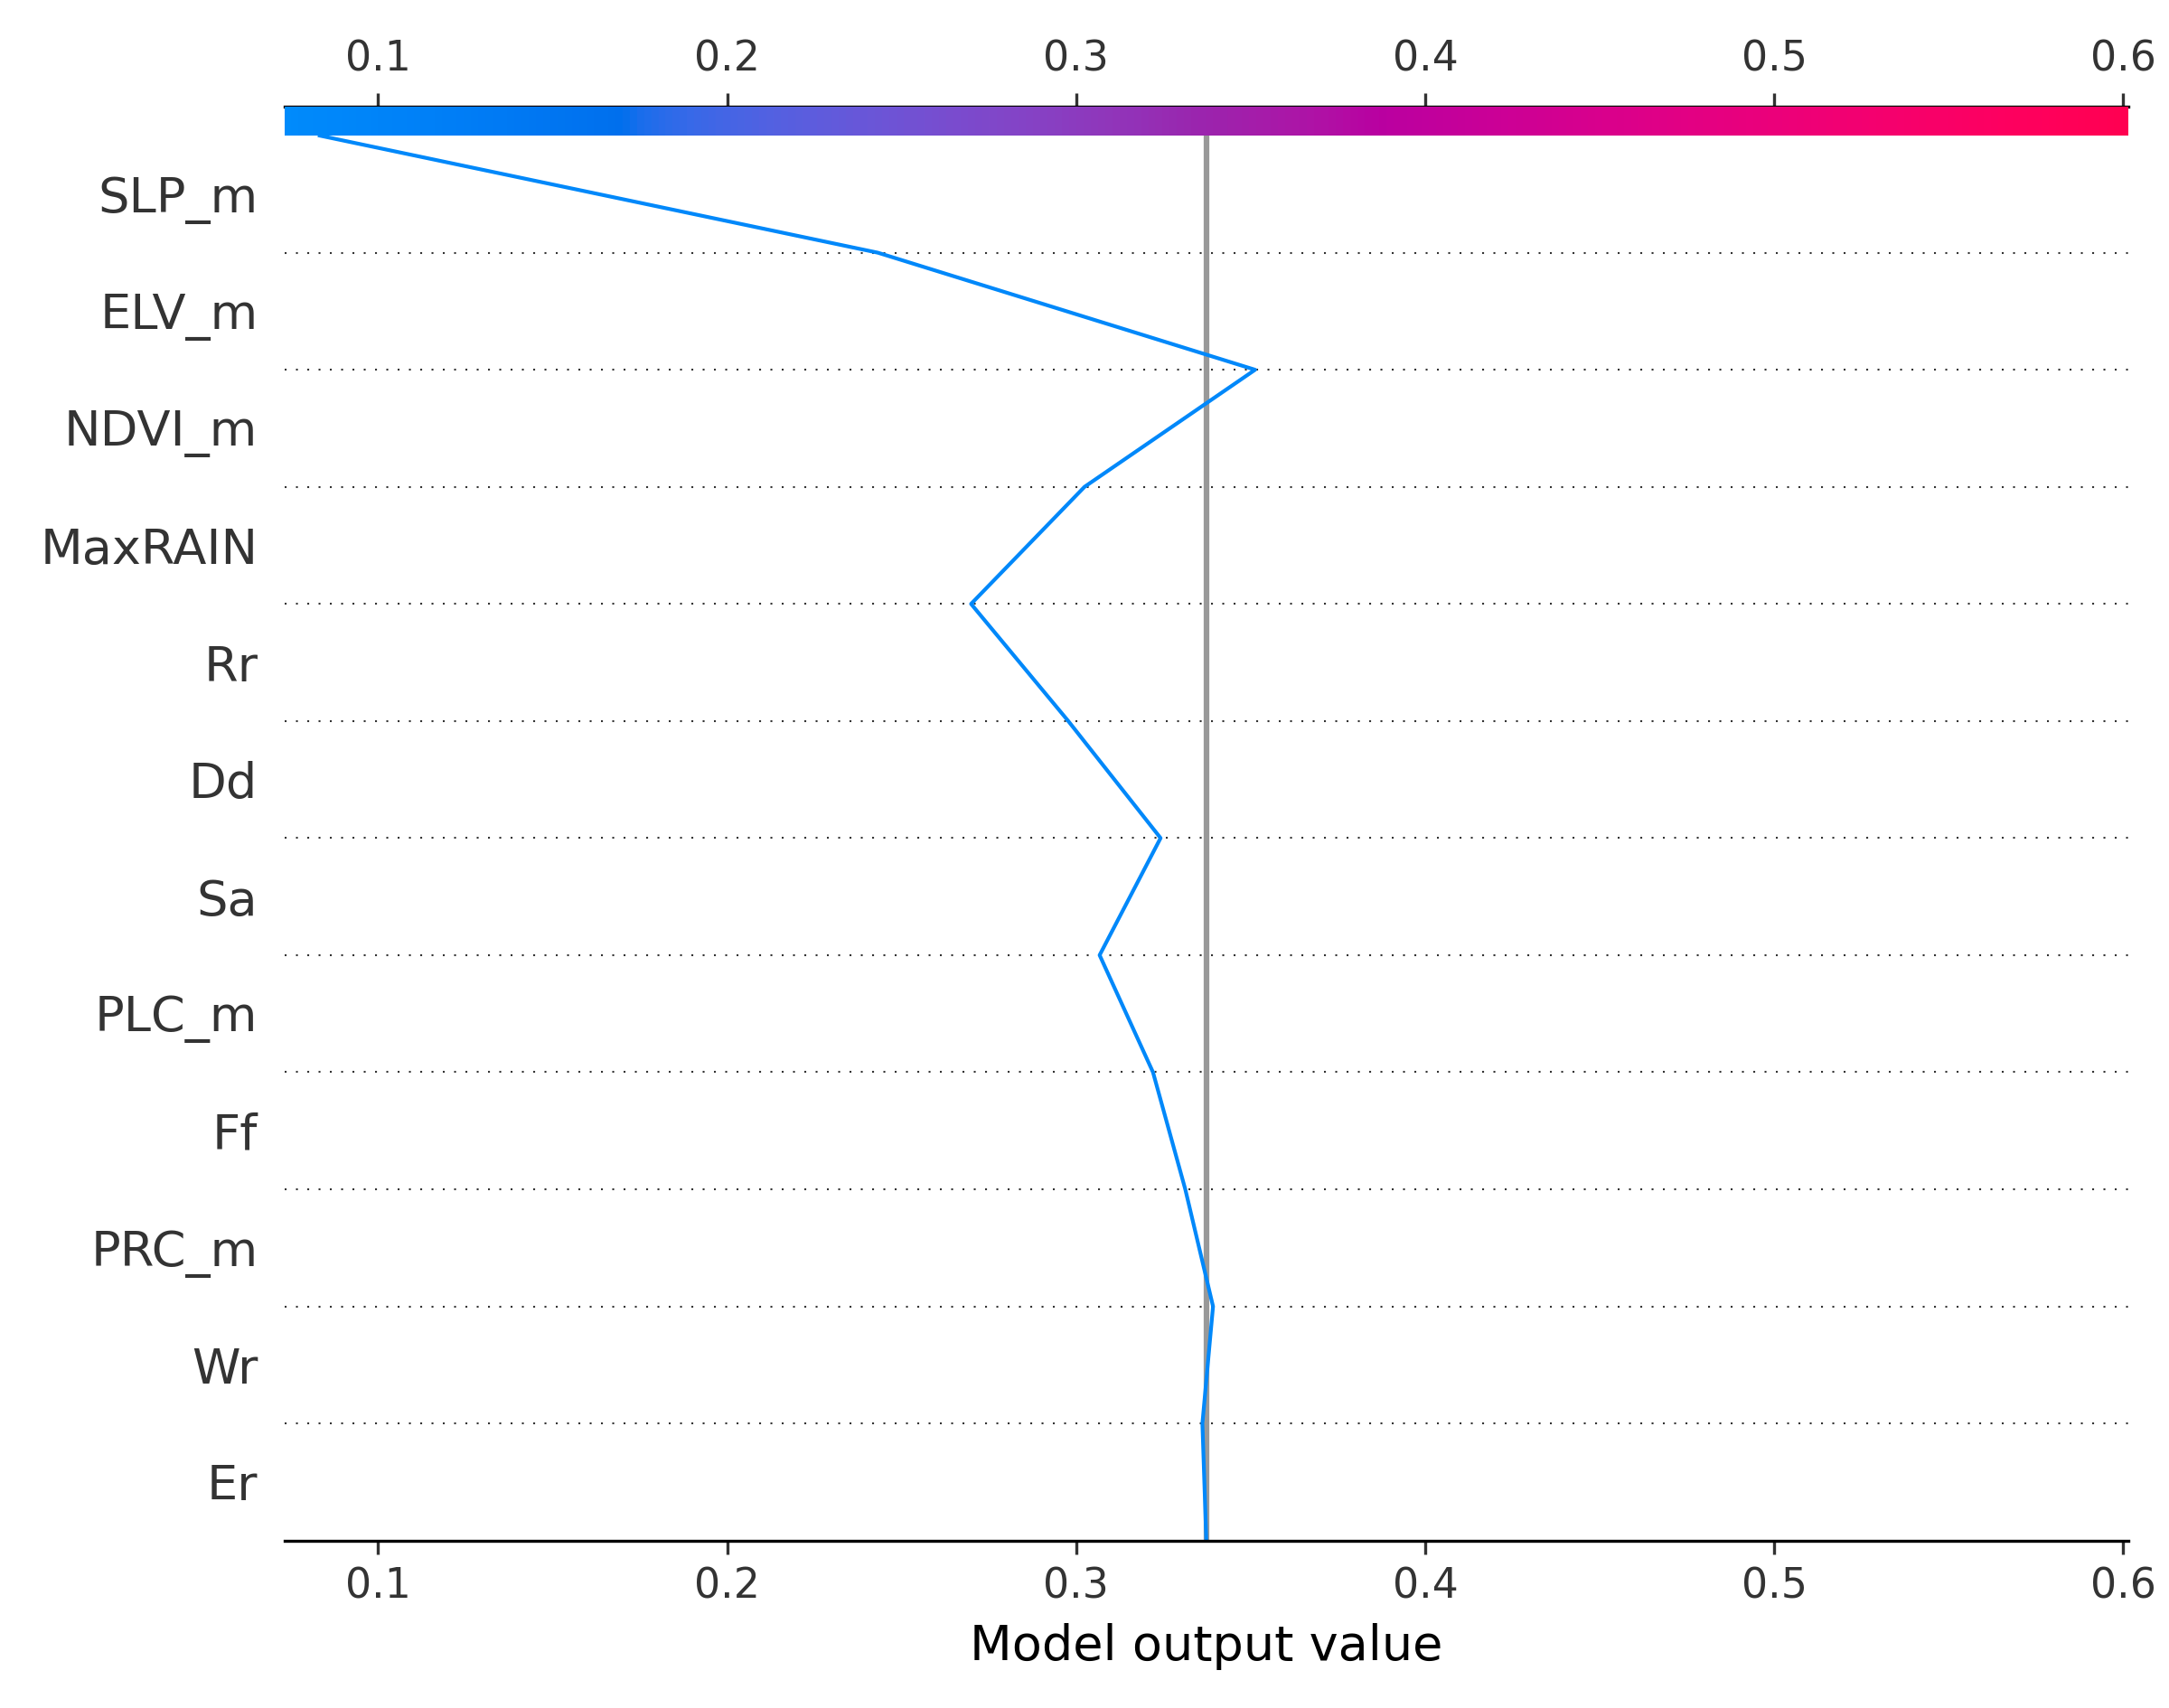 0.1 0.2 0.3 0.4 0.5 0.6
SLP_m
ELV_m
NDVI_m
MaxRAIN
Rr
Dd
Sa
PLC_m
Ff
PRC_m
Wr
Er
0.1 0.2 0.3 0.4 0.5 0.6
Model output value